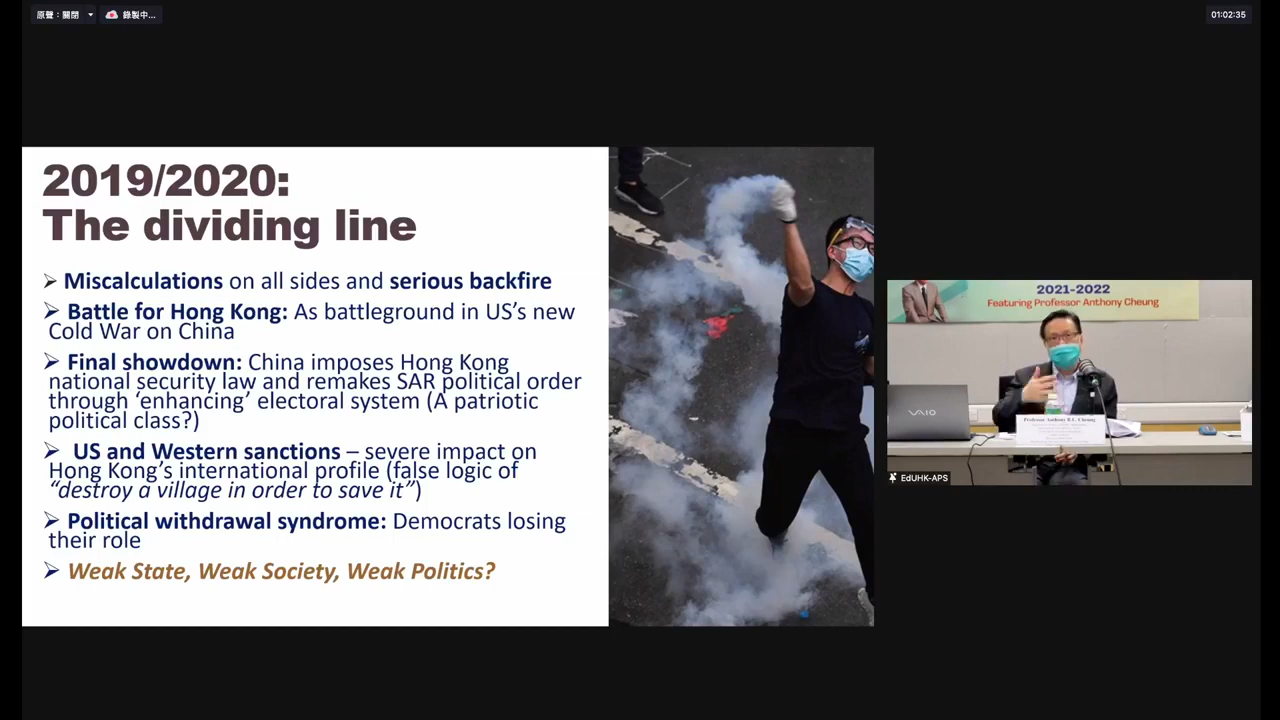 原聲：關閉
錄製中...
01:02:35
2019/2020:
The dividing line
➢ Miscalculations on all sides and serious backfire
➢ Battle for Hong Kong: As battleground in US’s new
Cold War on China
➢ Final showdown: China imposes Hong Kong
national security law and remakes SAR political order
through ‘enhancing’ electoral system (A patriotic
political class?)
➢ US and Western sanctions – severe impact on
Hong Kong’s international profile (false logic of
“destroy a village in order to save it”)
➢ Political withdrawal syndrome: Democrats losing
their role
➢ Weak State, Weak Society, Weak Politics?
2021-2022
Featuring Professor Anthony Cheung
VAIO
Professor Anthony B.L. Cheung
EdUHK-APS